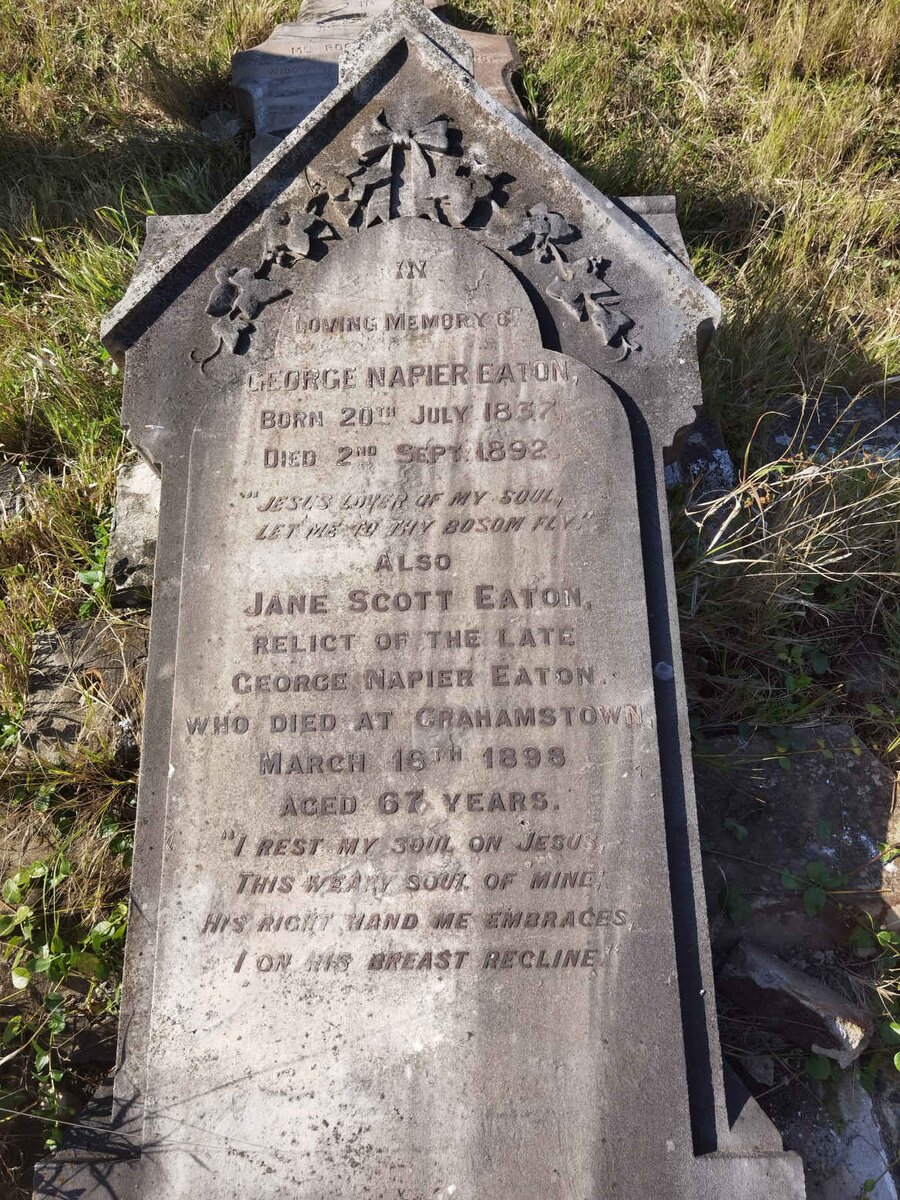 IN
LOVING MEMORY OF
GEORGE NAPIER EATON,
BORN 20TH JULY 1837,
DIED 2ND SEPT. 1892.
"JESUS LOVER OF MY SOUL,
LET ME TO THY BOSOM FLY."
ALSO
JANE SCOTT EATON,
RELICT OF THE LATE
GEORGE NAPIER EATON.
WHO DIED AT GRAHAMSTOWN,
MARCH 16TH 1898
AGED 67 YEARS.
"I REST MY SOUL ON JESUS,
THIS WEARY SOUL OF MINE;
HIS RIGHT HAND ME EMBRACES,
I ON HIS BREAST RECLINE."